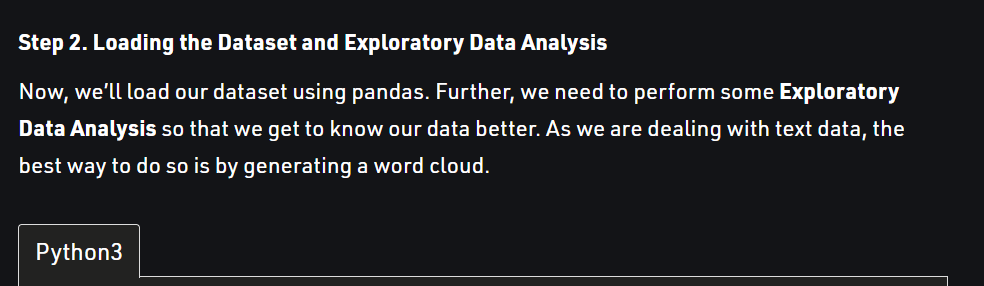 Step 2. Loading the Dataset and Exploratory Data Analysis
Now, we’ll load our dataset using pandas. Further, we need to perform some Exploratory
Data Analysis so that we get to know our data better. As we are dealing with text data, the
best way to do so is by generating a word cloud.
Python3